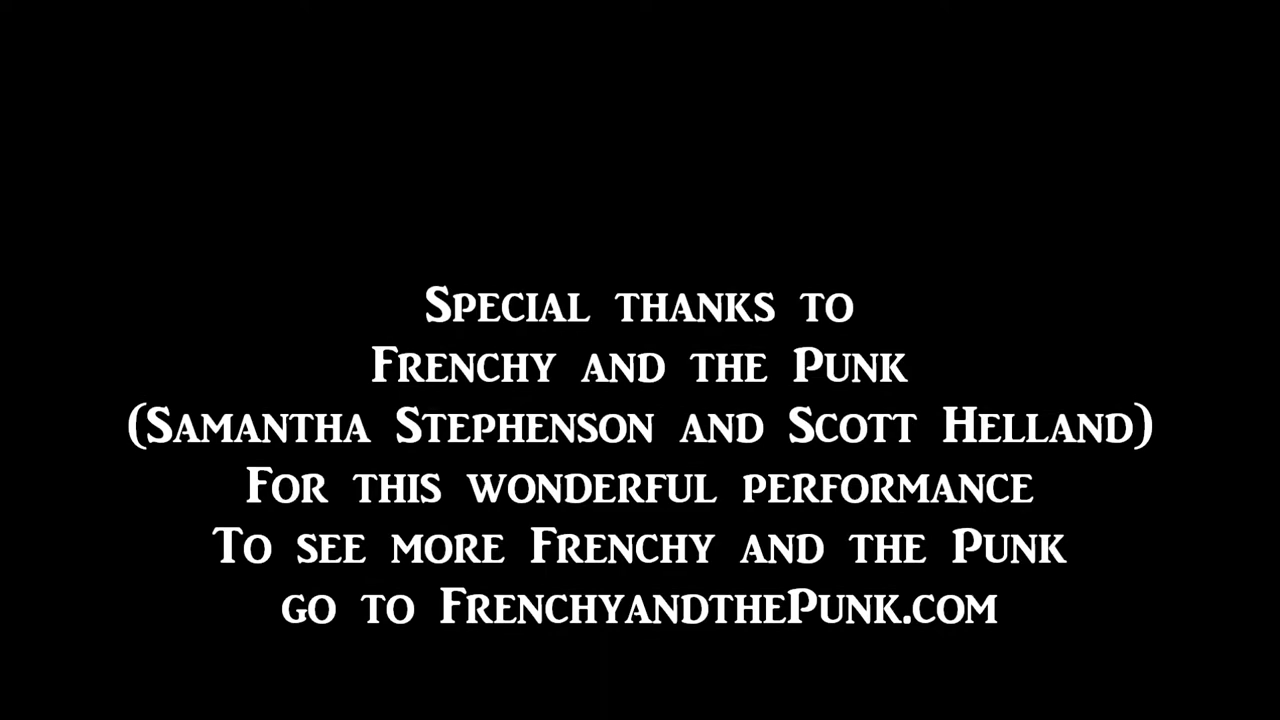 Special thanks to
Frenchy and the Punk
(Samantha Stephenson and Scott Helland)
For this wonderful performance
To see more Frenchy and the Punk
go to FrenchyandthePunk.com